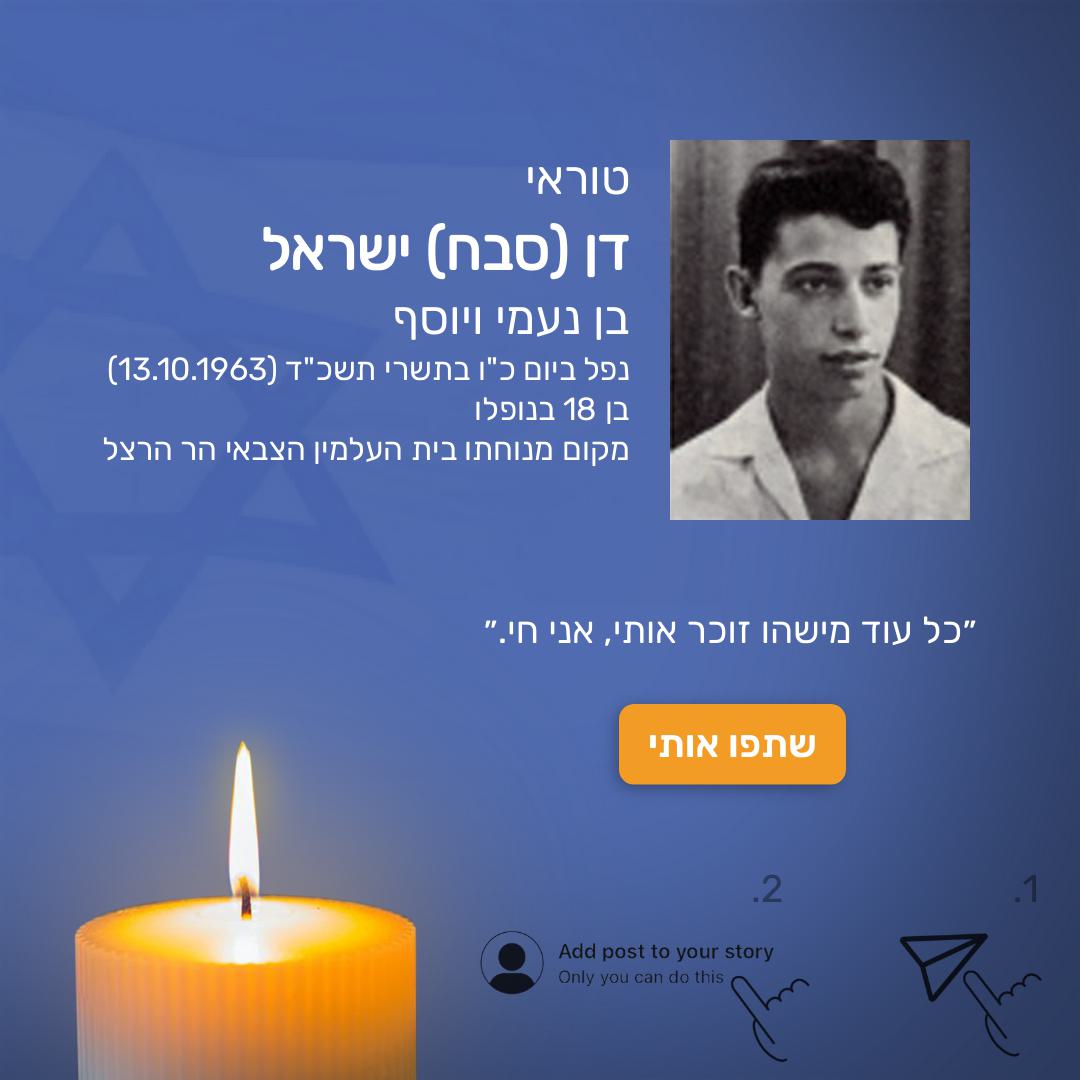 טוראי
דן (סבח) ישראל
בן נעמי ויוסף
נפל ביום כ"ו בתשרי תשכ"ד (13.10.1963)
בן 18 בנופלו
מקום מנוחתו בית העלמין הצבאי הר הרצל
״כל עוד מישהו זוכר אותי, אני חי.״
שתפו אותי
.1
.2
Add post to your story
Only you can do this